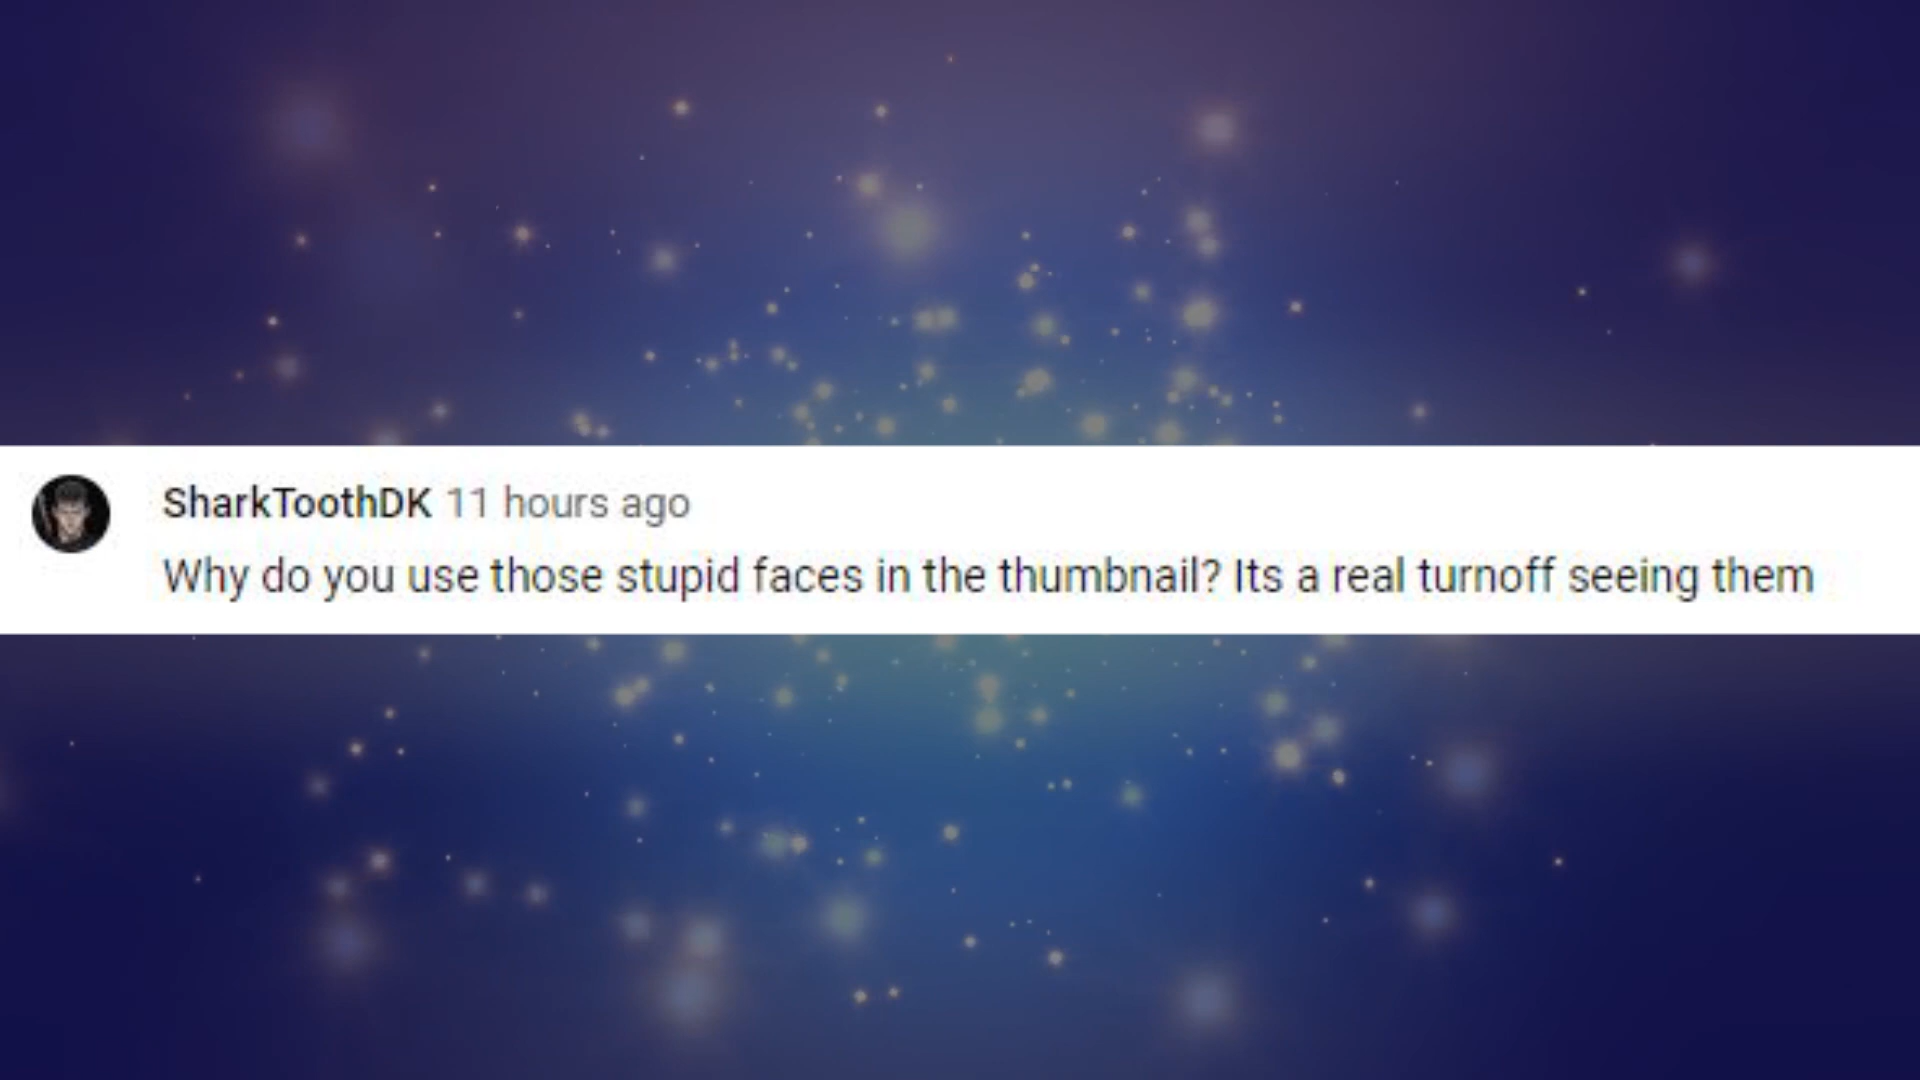 SharkToothDK 11 hours ago
Why do you use those stupid faces in the thumbnail? Its a real turnoff seeing them